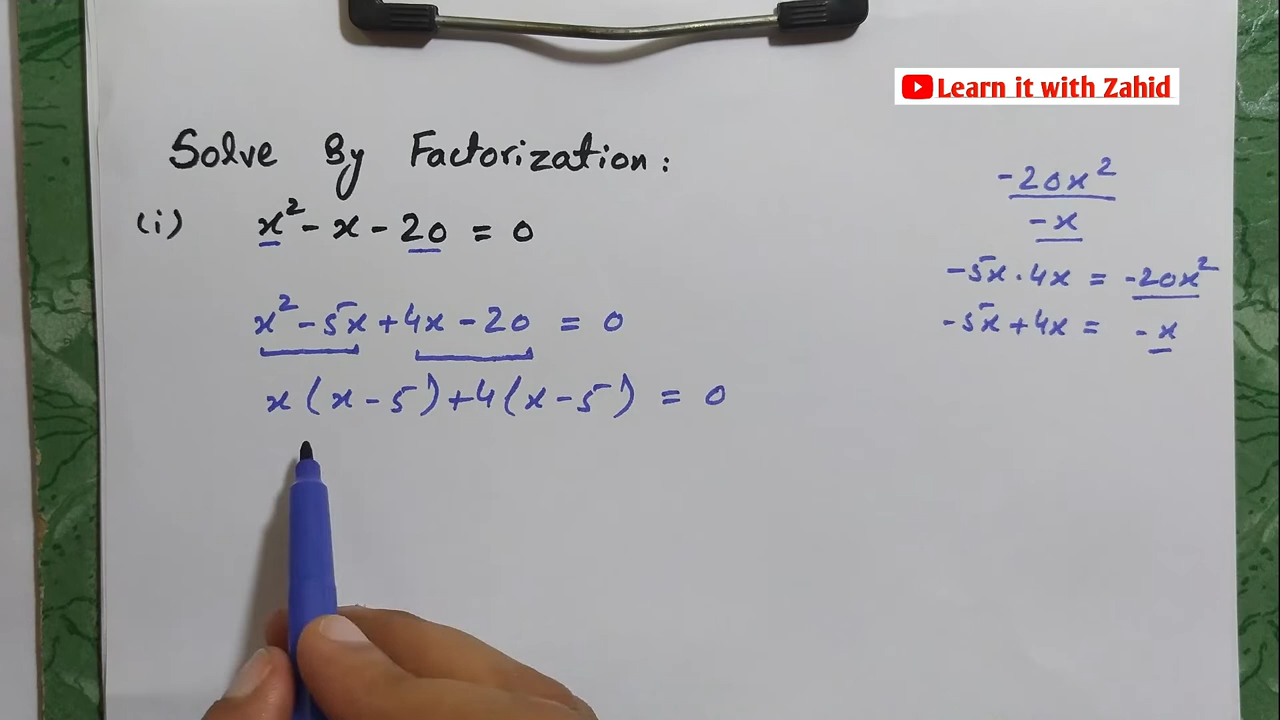 Learn it with Zahid
Solve By Factorization:
(i) x² - x - 20 = 0
x² - 5x + 4x - 20 = 0
x(x - 5) + 4(x - 5) = 0
-20x²
-x
-5x . 4x = -20x²
-5x + 4x = -x